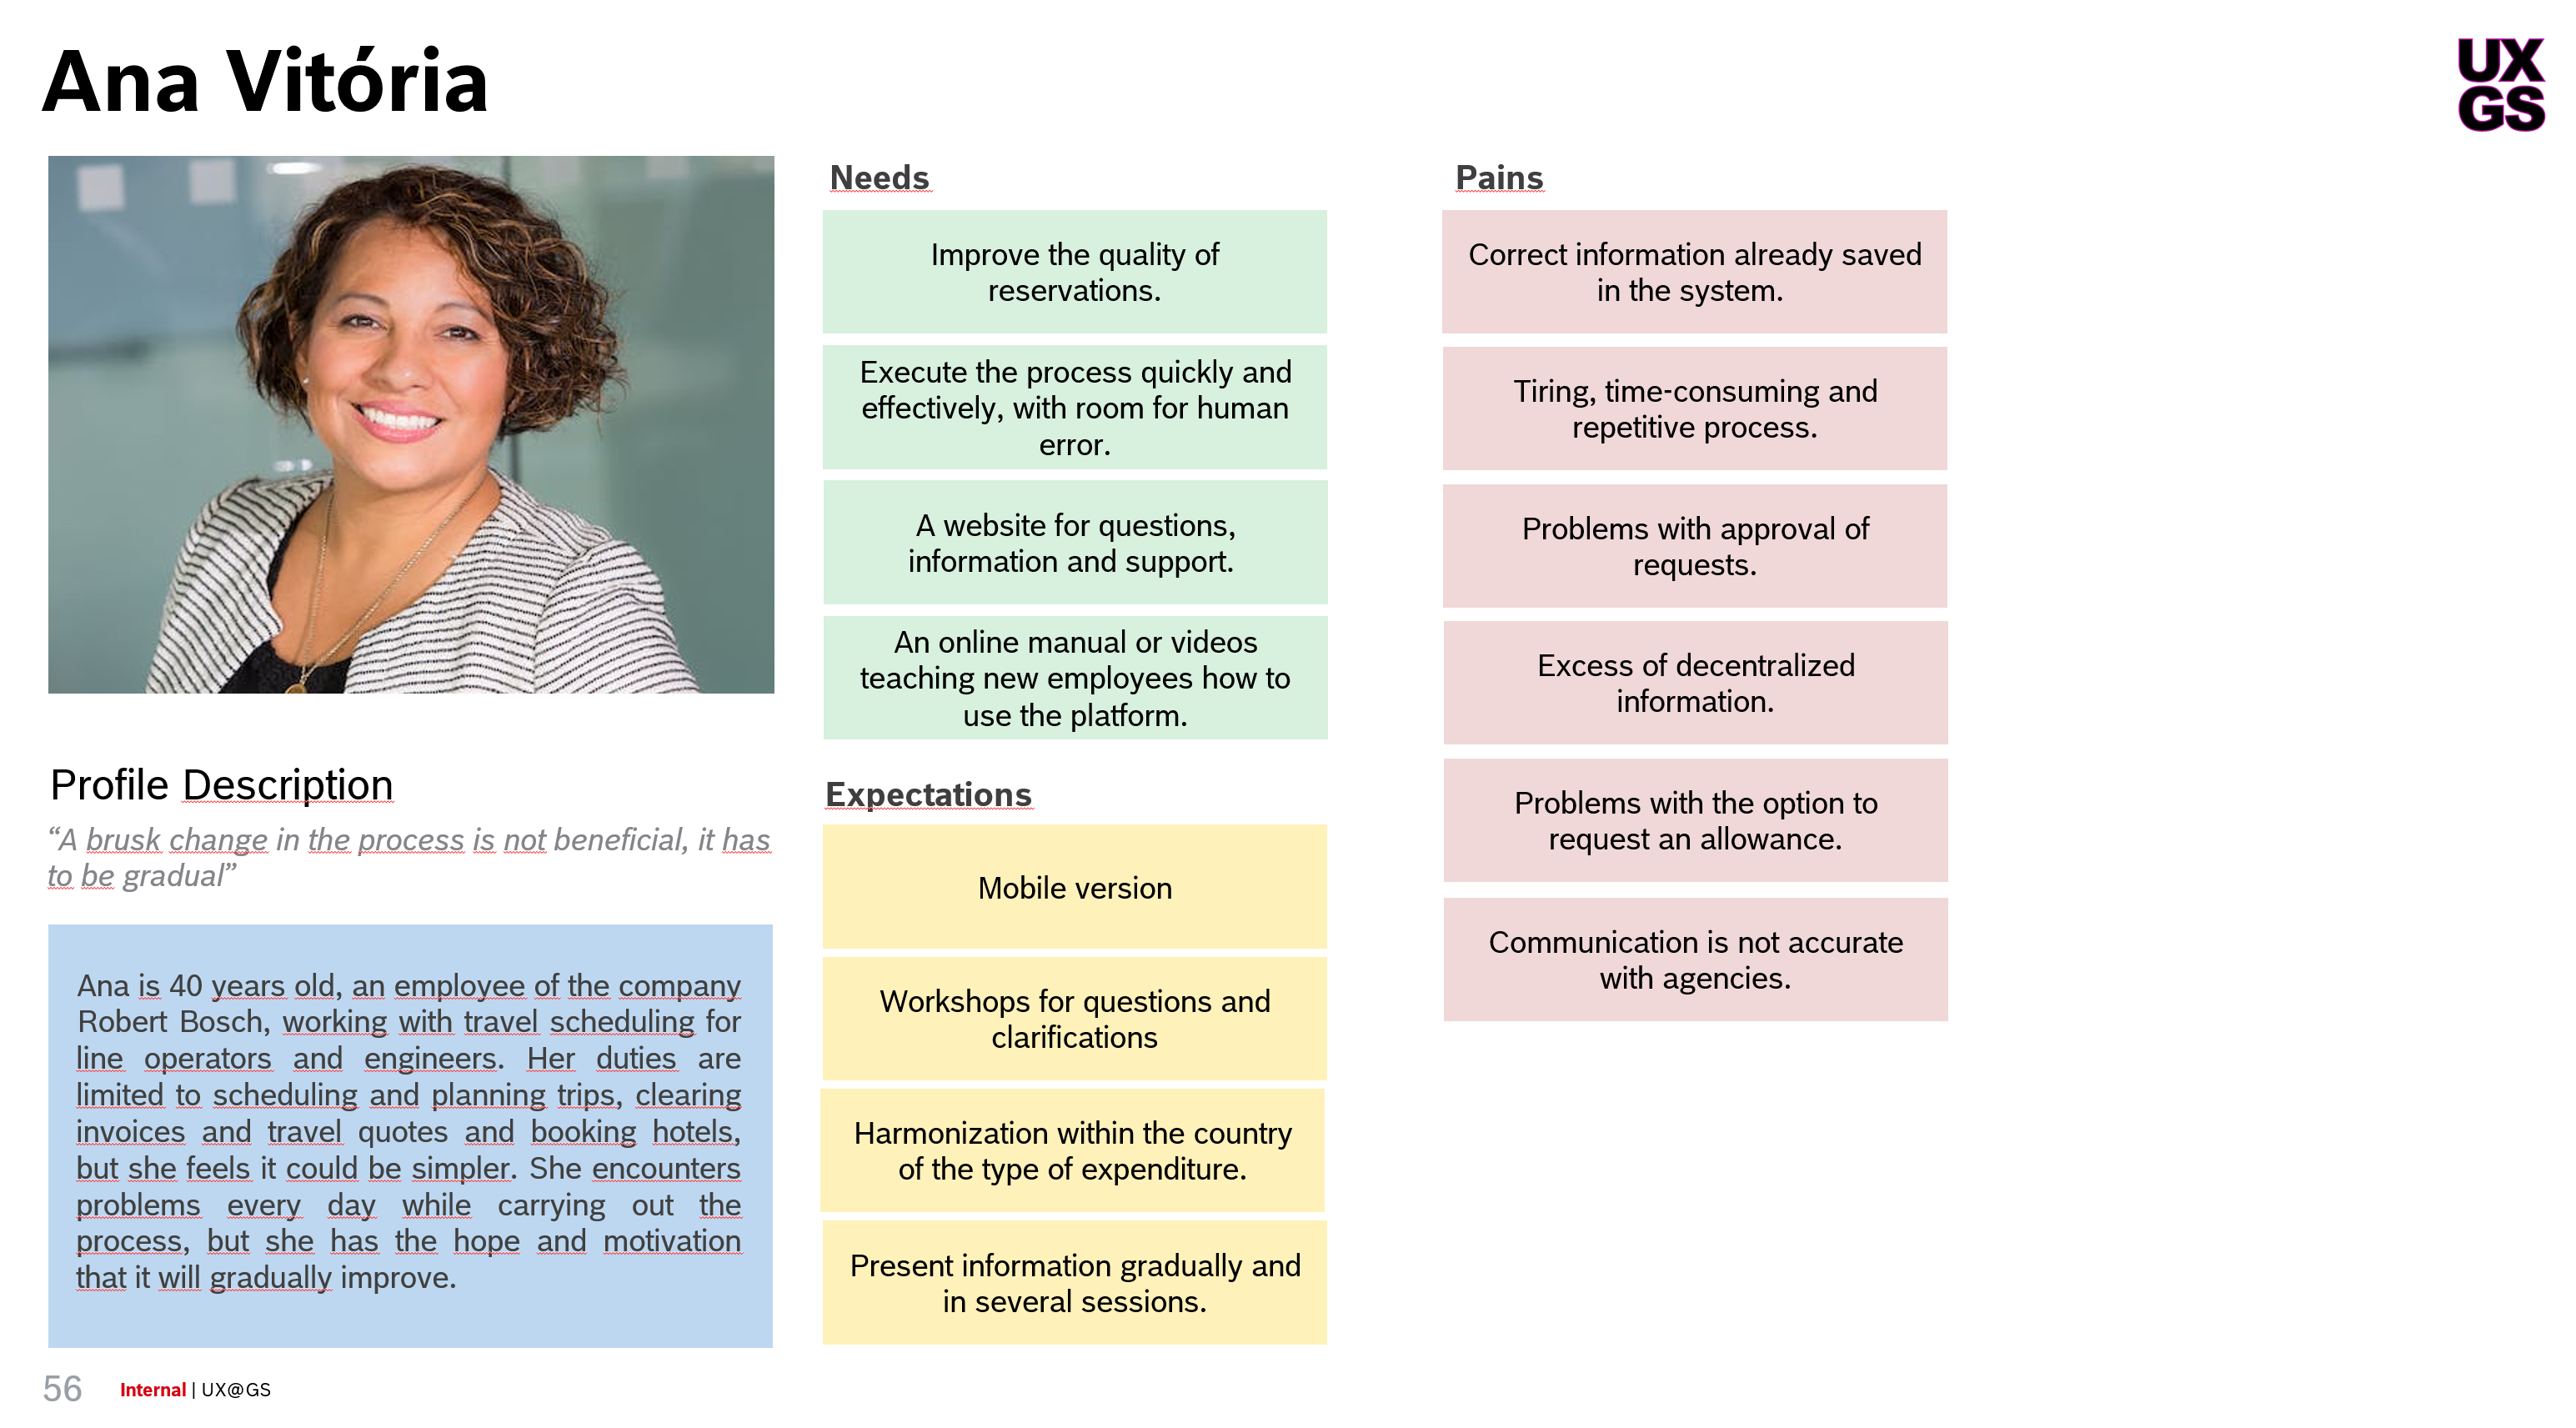 Ana Vitória
UX
GS
Profile Description
“A brusk change in the process is not beneficial, it has
to be gradual”
Ana is 40 years old, an employee of the company
Robert Bosch, working with travel scheduling for
line operators and engineers. Her duties are
limited to scheduling and planning trips, clearing
invoices and travel quotes and booking hotels,
but she feels it could be simpler. She encounters
problems every day while carrying out the
process, but she has the hope and motivation
that it will gradually improve.
Needs
Improve the quality of
reservations.
Execute the process quickly and
effectively, with room for human
error.
A website for questions,
information and support.
An online manual or videos
teaching new employees how to
use the platform.
Expectations
Mobile version
Workshops for questions and
clarifications
Harmonization within the country
of the type of expenditure.
Present information gradually and
in several sessions.
Pains
Correct information already saved
in the system.
Tiring, time-consuming and
repetitive process.
Problems with approval of
requests.
Excess of decentralized
information.
Problems with the option to
request an allowance.
Communication is not accurate
with agencies.
56
Internal | UX@GS